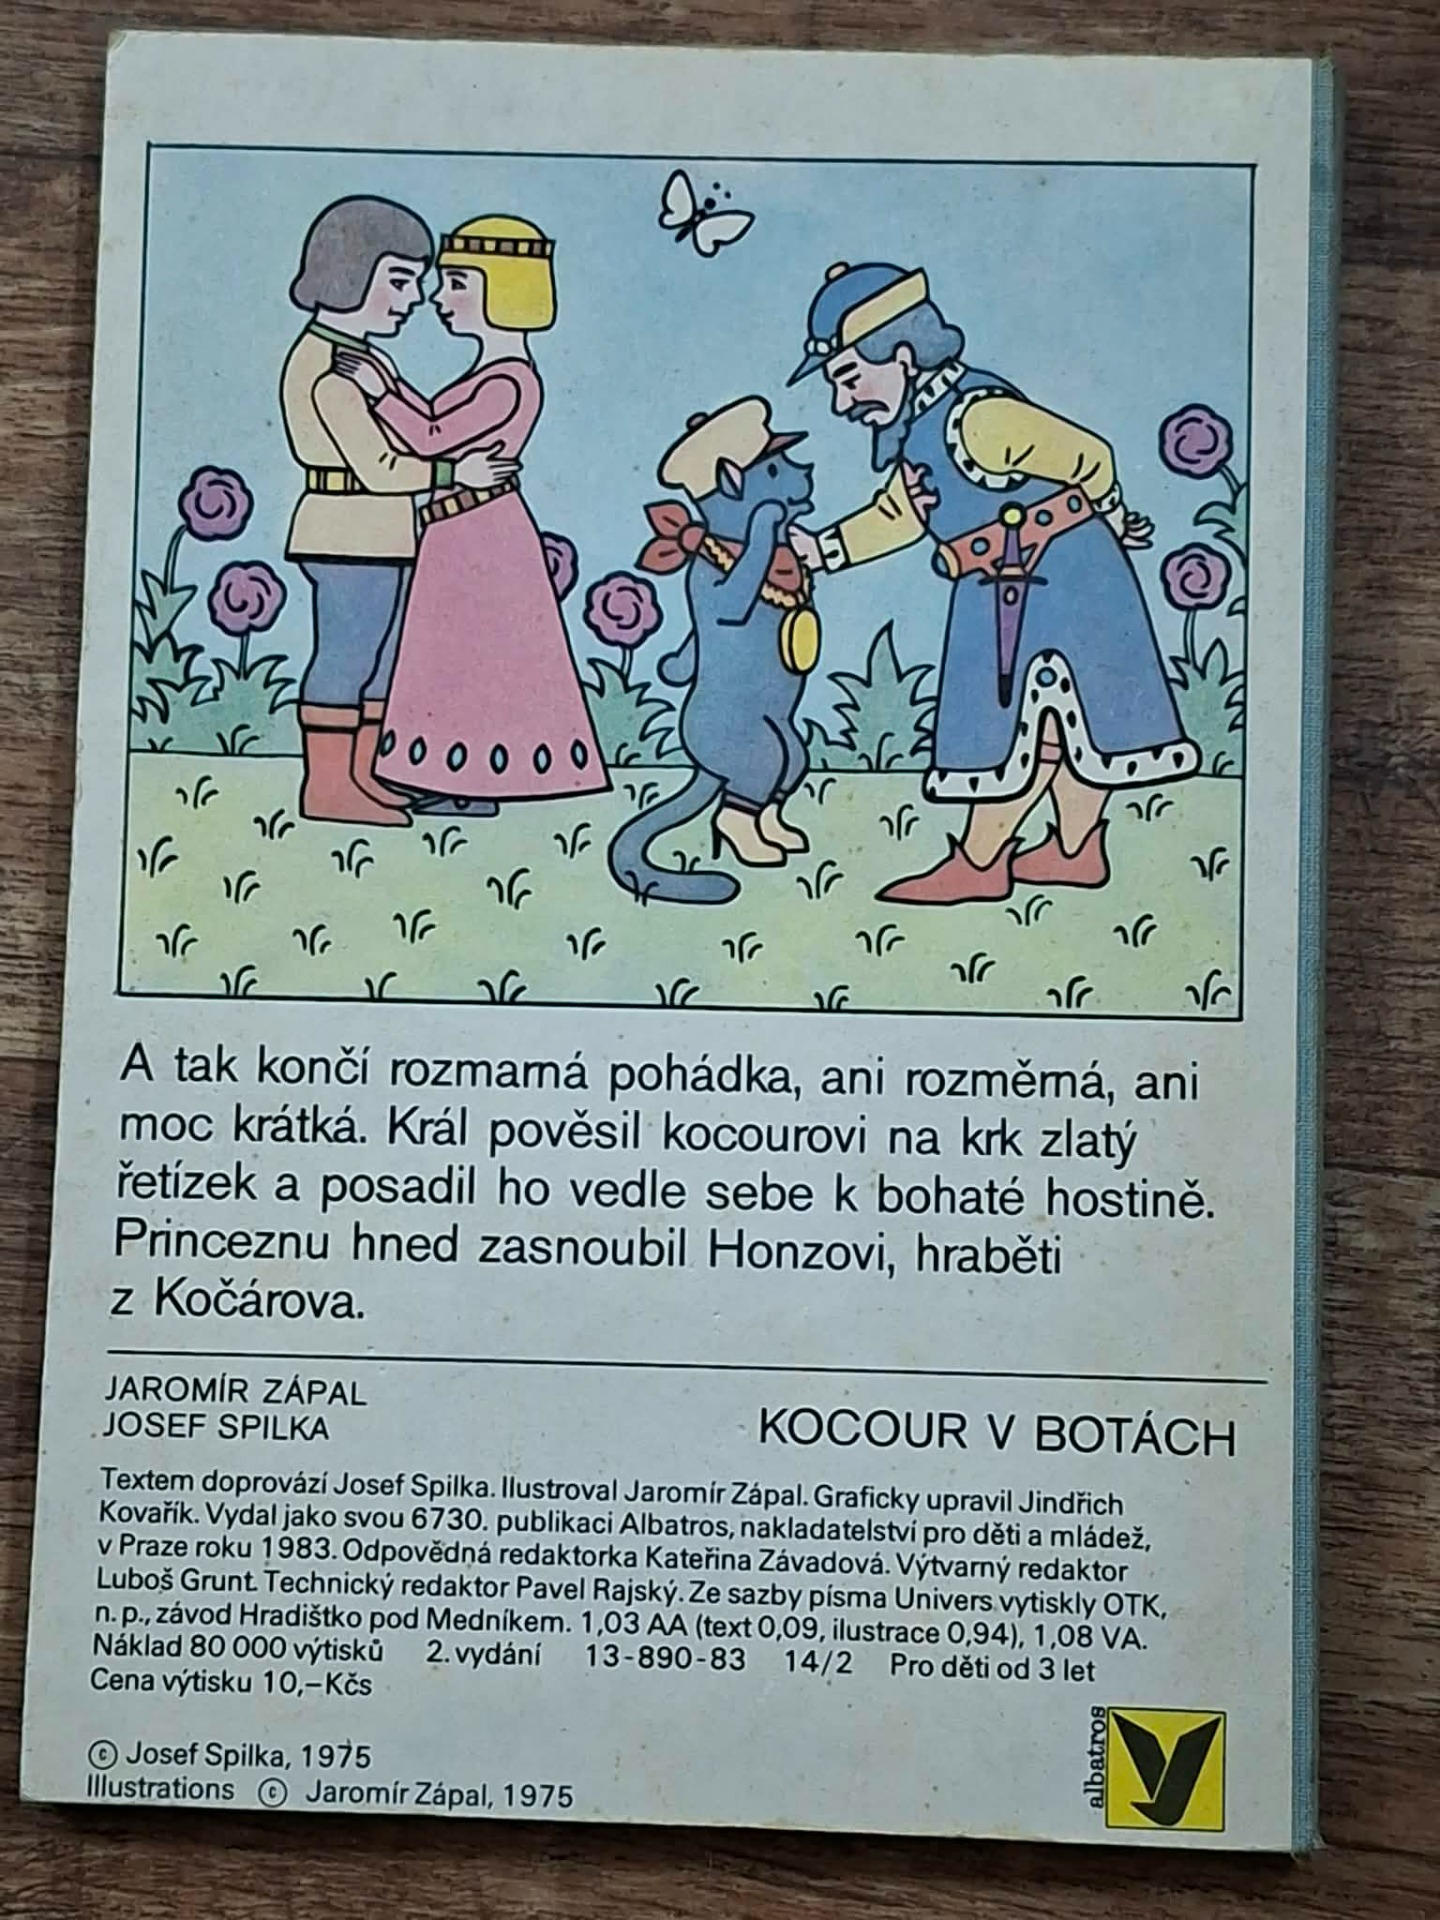 A tak končí rozmarná pohádka, ani rozměrná, ani
moc krátká. Král pověsil kocourovi na krk zlatý
řetízek a posadil ho vedle sebe k bohaté hostině.
Princeznu hned zasnoubil Honzovi, hraběti
z Kočárova.
JAROMÍR ZÁPAL
JOSEF SPILKA
KOCOUR V BOTÁCH
Textem doprovází Josef Spilka. Ilustroval Jaromír Zápal. Graficky upravil Jindřich
Kovařík. Vydal jako svou 6730. publikaci Albatros, nakladatelství pro děti a mládež,
v Praze roku 1983. Odpovědná redaktorka Kateřina Závadová. Výtvarný redaktor
Luboš Grunt. Technický redaktor Pavel Rajský. Ze sazby písma Univers vytiskly OTK,
n. p., závod Hradištko pod Medníkem. 1,03 AA (text 0,09, ilustrace 0,94), 1,08 VA.
Náklad 80 000 výtisků 2. vydání 13-890-83 14/2 Pro děti od 3 let
Cena výtisku 10,–Kčs
© Josef Spilka, 1975
Illustrations © Jaromír Zápal, 1975
albatros